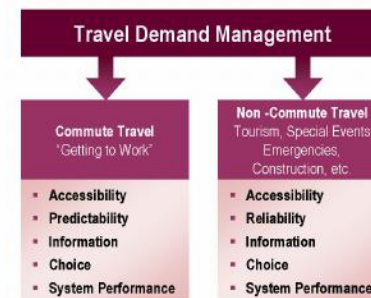 Travel Demand Management
Commute Travel
"Getting to Work"
▪ Accessibility
▪ Predictability
▪ Information
▪ Choice
▪ System Performance
Non -Commute Travel
Tourism, Special Events
Emergencies,
Construction, etc.
▪ Accessibility
▪ Reliability
▪ Information
▪ Choice
▪ System Performance